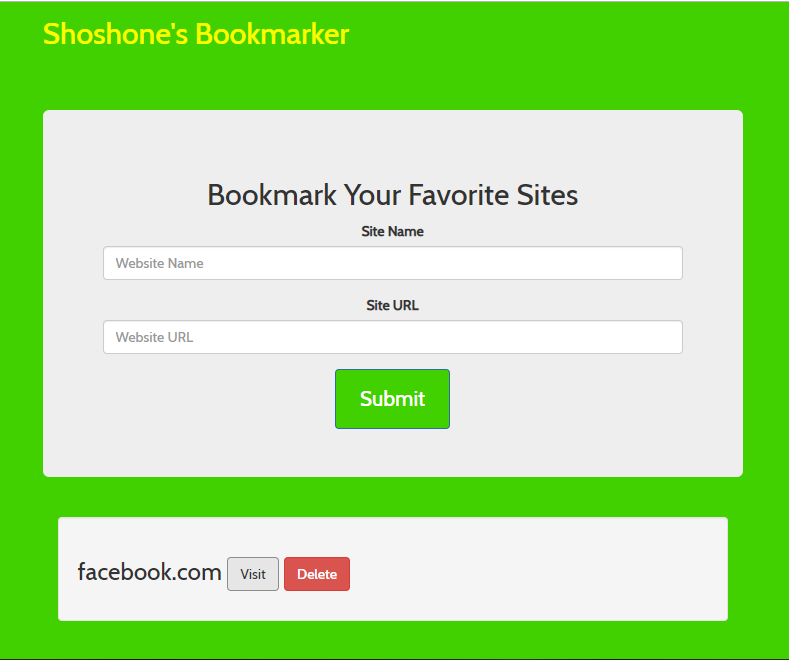 Shoshone's Bookmarker
Bookmark Your Favorite Sites
Site Name
Website Name
Site URL
Website URL
Submit
facebook.com Visit Delete